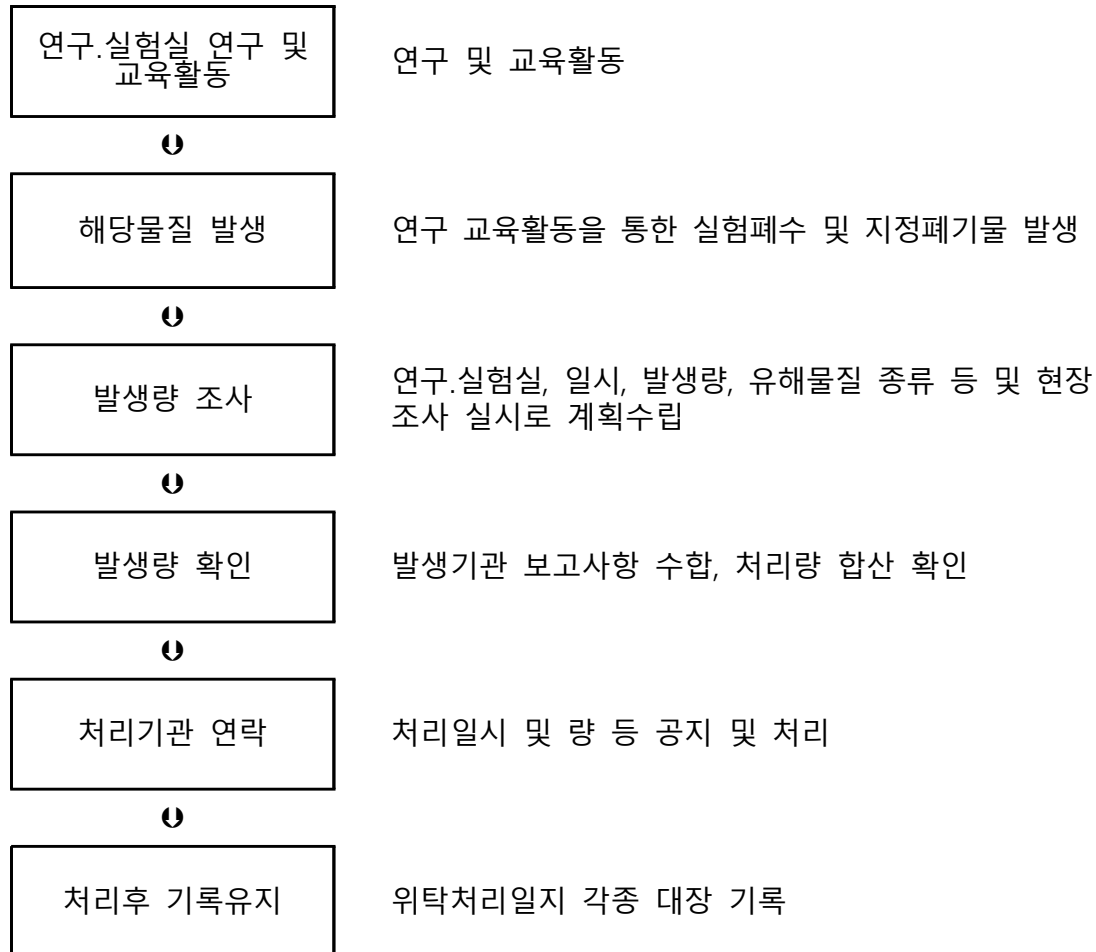 연구.실험실 연구 및
교육활동
연구 및 교육활동
해당물질 발생
연구 교육활동을 통한 실험폐수 및 지정폐기물 발생
발생량 조사
연구.실험실, 일시, 발생량, 유해물질 종류 등 및 현장
조사 실시로 계획수립
발생량 확인
발생기관 보고사항 수합, 처리량 합산 확인
처리기관 연락
처리일시 및 량 등 공지 및 처리
처리후 기록유지
위탁처리일지 각종 대장 기록